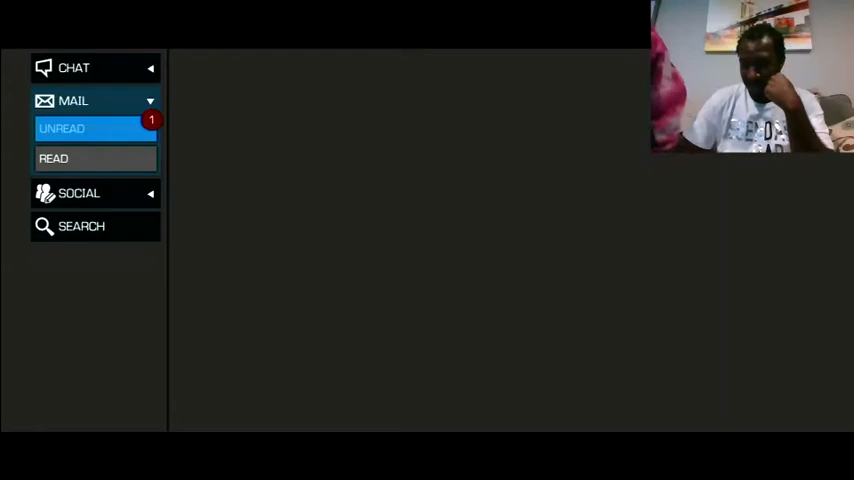 CHAT
MAIL
1
UNREAD
READ
SOCIAL
SEARCH